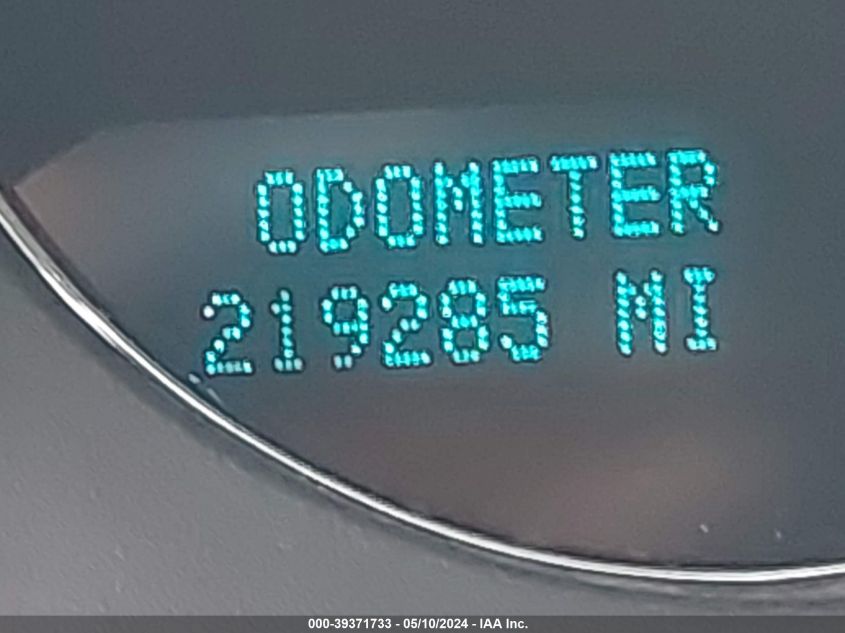 ODOMETER
219285 MI
000-39371733 - 05/10/2024 - IAA Inc.